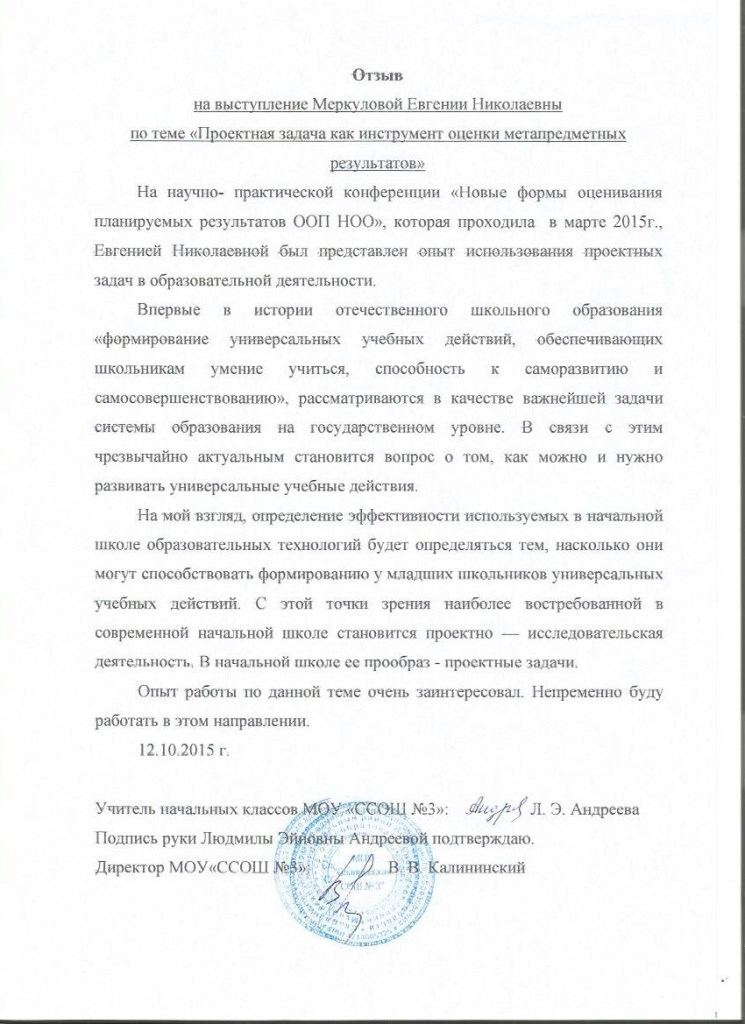 Отзыв
на выступление Меркуловой Евгении Николаевны
по теме «Проектная задача как инструмент оценки метапредметных
результатов»
На научно- практической конференции «Новые формы оценивания
планируемых результатов ООП НОО», которая проходила в марте 2015г.,
Евгенией Николаевной был представлен опыт использования проектных
задач в образовательной деятельности.
Впервые в истории отечественного школьного образования
«формирование универсальных учебных действий, обеспечивающих
школьникам умение учиться, способность к саморазвитию и
самосовершенствованию», рассматриваются в качестве важнейшей задачи
системы образования на государственном уровне. В связи с этим
чрезвычайно актуальным становится вопрос о том, как можно и нужно
развивать универсальные учебные действия.
На мой взгляд, определение эффективности используемых в начальной
школе образовательных технологий будет определяться тем, насколько они
могут способствовать формированию у младших школьников универсальных
учебных действий. С этой точки зрения наиболее востребованной в
современной начальной школе становится проектно — исследовательская
деятельность. В начальной школе ее прообраз - проектные задачи.
Опыт работы по данной теме очень заинтересовал. Непременно буду
работать в этом направлении.
12.10.2015 г.
Учитель начальных классов МОУ «ССОШ №3»: Л. Э. Андреева
Подпись руки Людмилы Эйновны Андреевой подтверждаю.
Директор МОУ«ССОШ №3» В. В. Калининский